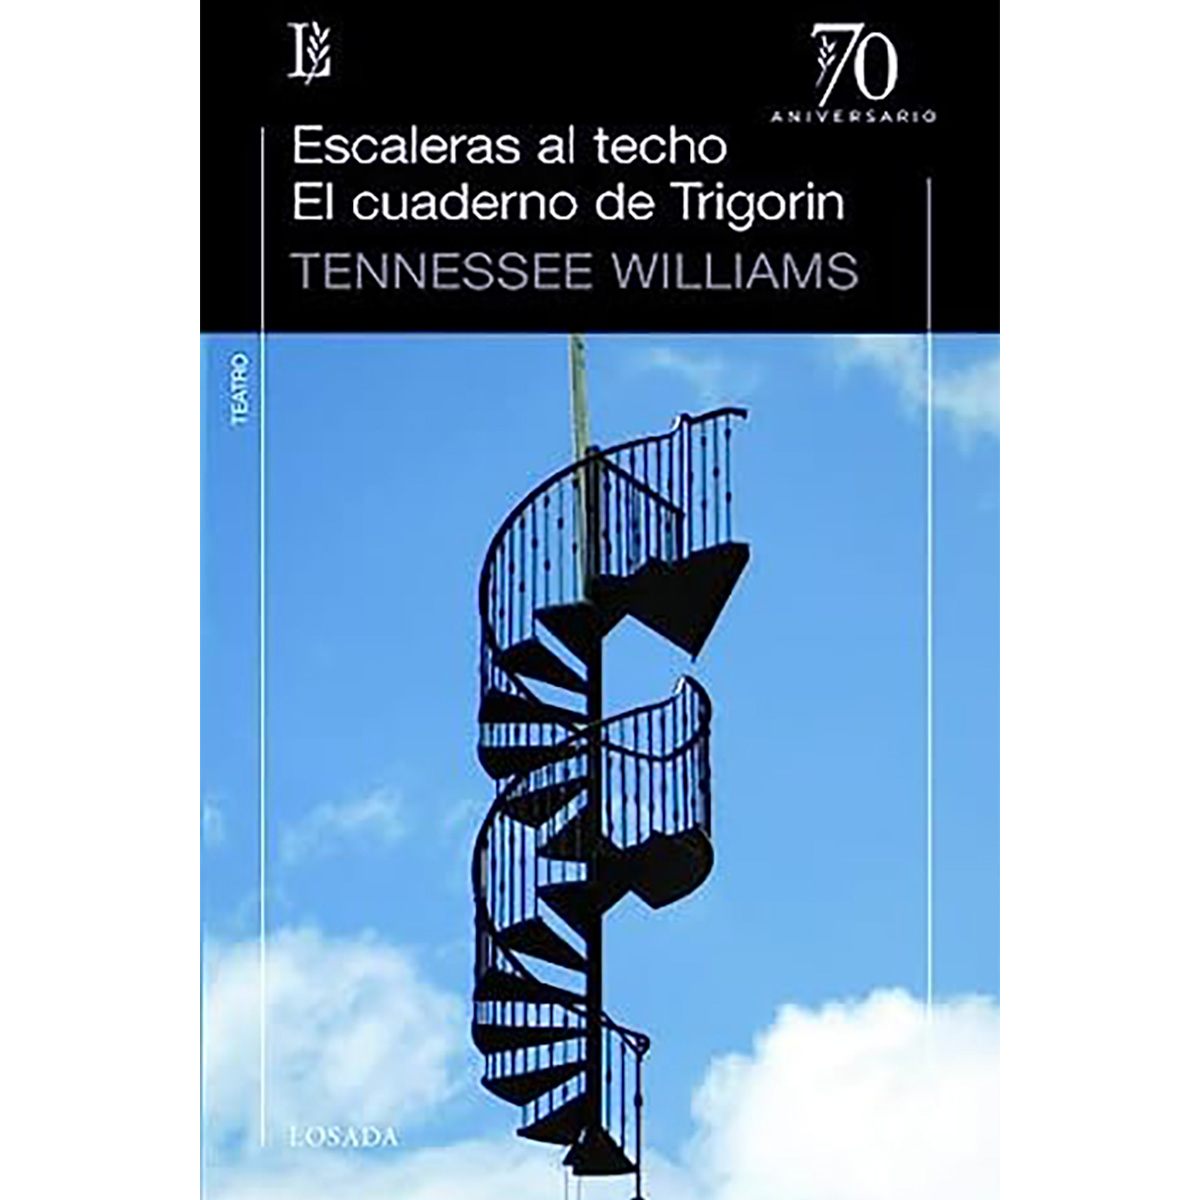 L
70
ANIVERSARIO
Escaleras al techo
El cuaderno de Trigorin
TENNESSEE WILLIAMS
TEATRO
LOSADA